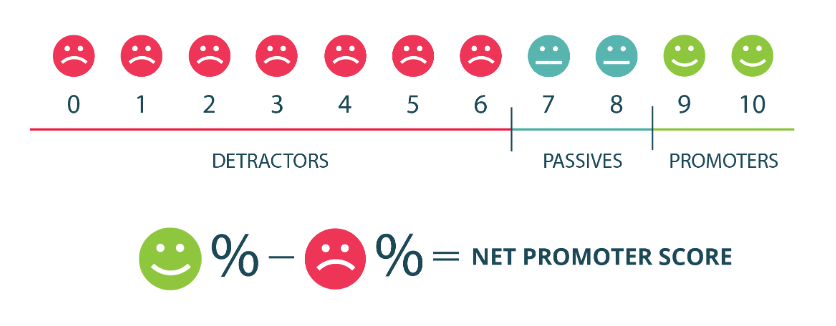 0 1 2 3 4 5 6 7 8 9 10
DETRACTORS PASSIVES PROMOTERS
% – % = NET PROMOTER SCORE